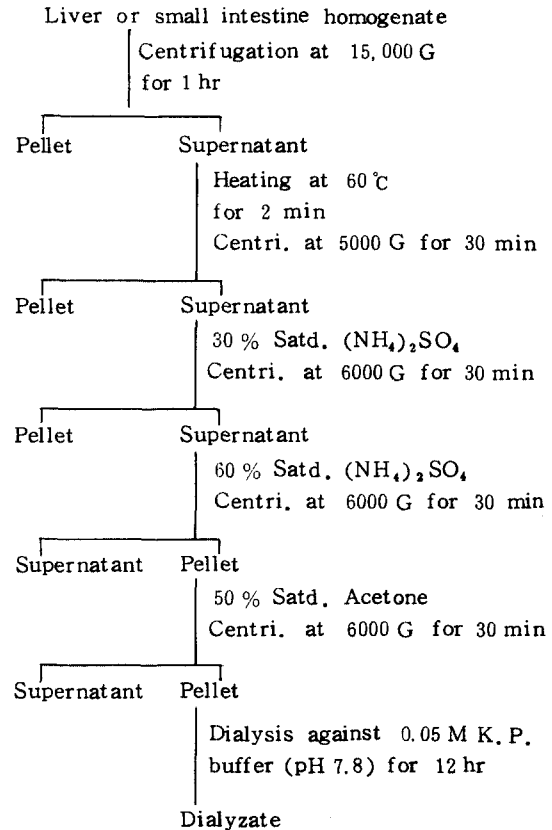 Liver or small intestine homogenate
Centrifugation at 15,000 G
for 1 hr
Pellet Supernatant
Heating at 60℃
for 2 min
Centri. at 5000 G for 30 min
Pellet Supernatant
30 % Satd. (NH₄)₂SO₄
Centri. at 6000 G for 30 min
Pellet Supernatant
60 % Satd. (NH₄)₂SO₄
Centri. at 6000 G for 30 min
Supernatant Pellet
50 % Satd. Acetone
Centri. at 6000 G for 30 min
Supernatant Pellet
Dialysis against 0.05 M K.P.
buffer (pH 7.8) for 12 hr
Dialyzate